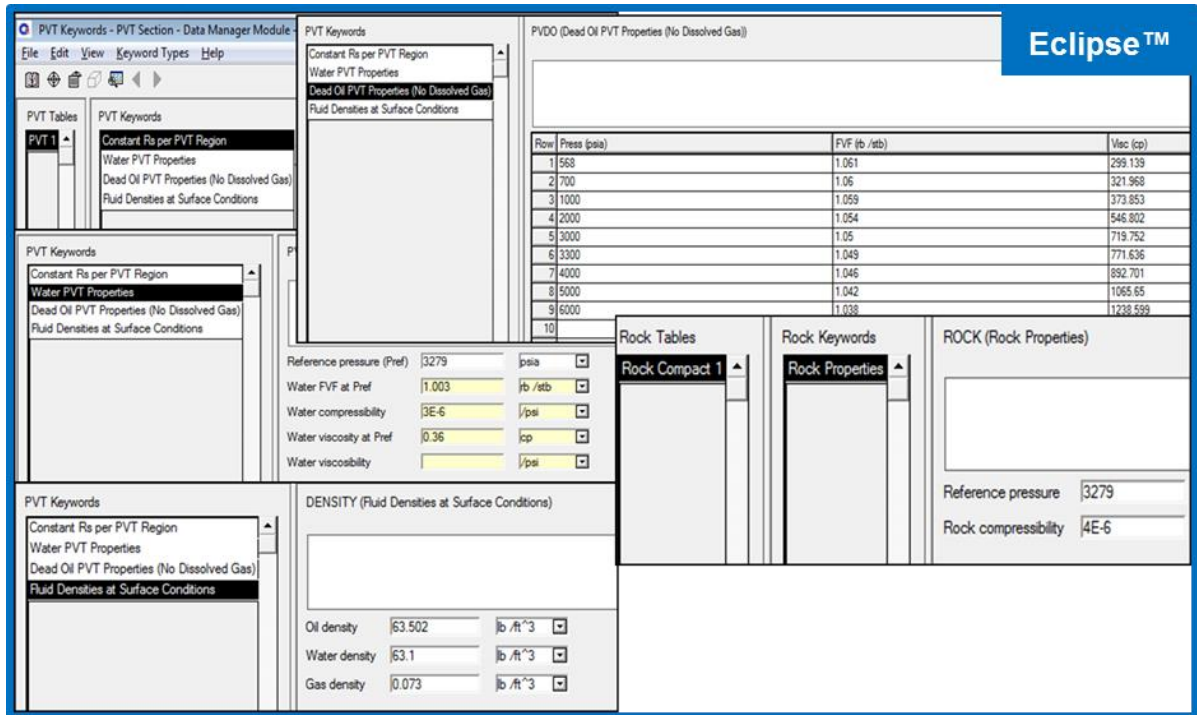 PVT Keywords - PVT Section - Data Manager Module -
File Edit View Keyword Types Help
PVT Tables
PVT 1
PVT Keywords
Constant Rs per PVT Region
Water PVT Properties
Dead Oil PVT Properties (No Dissolved Gas)
Fluid Densities at Surface Conditions
PVT Keywords
Constant Rs per PVT Region
Water PVT Properties
Dead Oil PVT Properties (No Dissolved Gas)
Fluid Densities at Surface Conditions
PVDO (Dead Oil PVT Properties (No Dissolved Gas))
Eclipse™
Row Press (psia) FVF (rb /stb) Visc (cp)
1 568 1.061 299.139
2 700 1.06 321.968
3 1000 1.059 373.853
4 2000 1.054 546.802
5 3000 1.05 719.752
6 3300 1.049 771.636
7 4000 1.046 892.701
8 5000 1.042 1065.65
9 6000 1.038 1238.599
10
PVT Keywords
Constant Rs per PVT Region
Water PVT Properties
Dead Oil PVT Properties (No Dissolved Gas)
Fluid Densities at Surface Conditions
Reference pressure (Pref) 3279 psia
Water FVF at Pref 1.003 rb /stb
Water compressibility 3E-6 /psi
Water viscosity at Pref 0.36 cp
Water viscosibility /psi
Rock Tables
Rock Compact 1
Rock Keywords
Rock Properties
ROCK (Rock Properties)
Reference pressure 3279
Rock compressibility 4E-6
PVT Keywords
Constant Rs per PVT Region
Water PVT Properties
Dead Oil PVT Properties (No Dissolved Gas)
Fluid Densities at Surface Conditions
DENSITY (Fluid Densities at Surface Conditions)
Oil density 63.502 lb /ft^3
Water density 63.1 lb /ft^3
Gas density 0.073 lb /ft^3